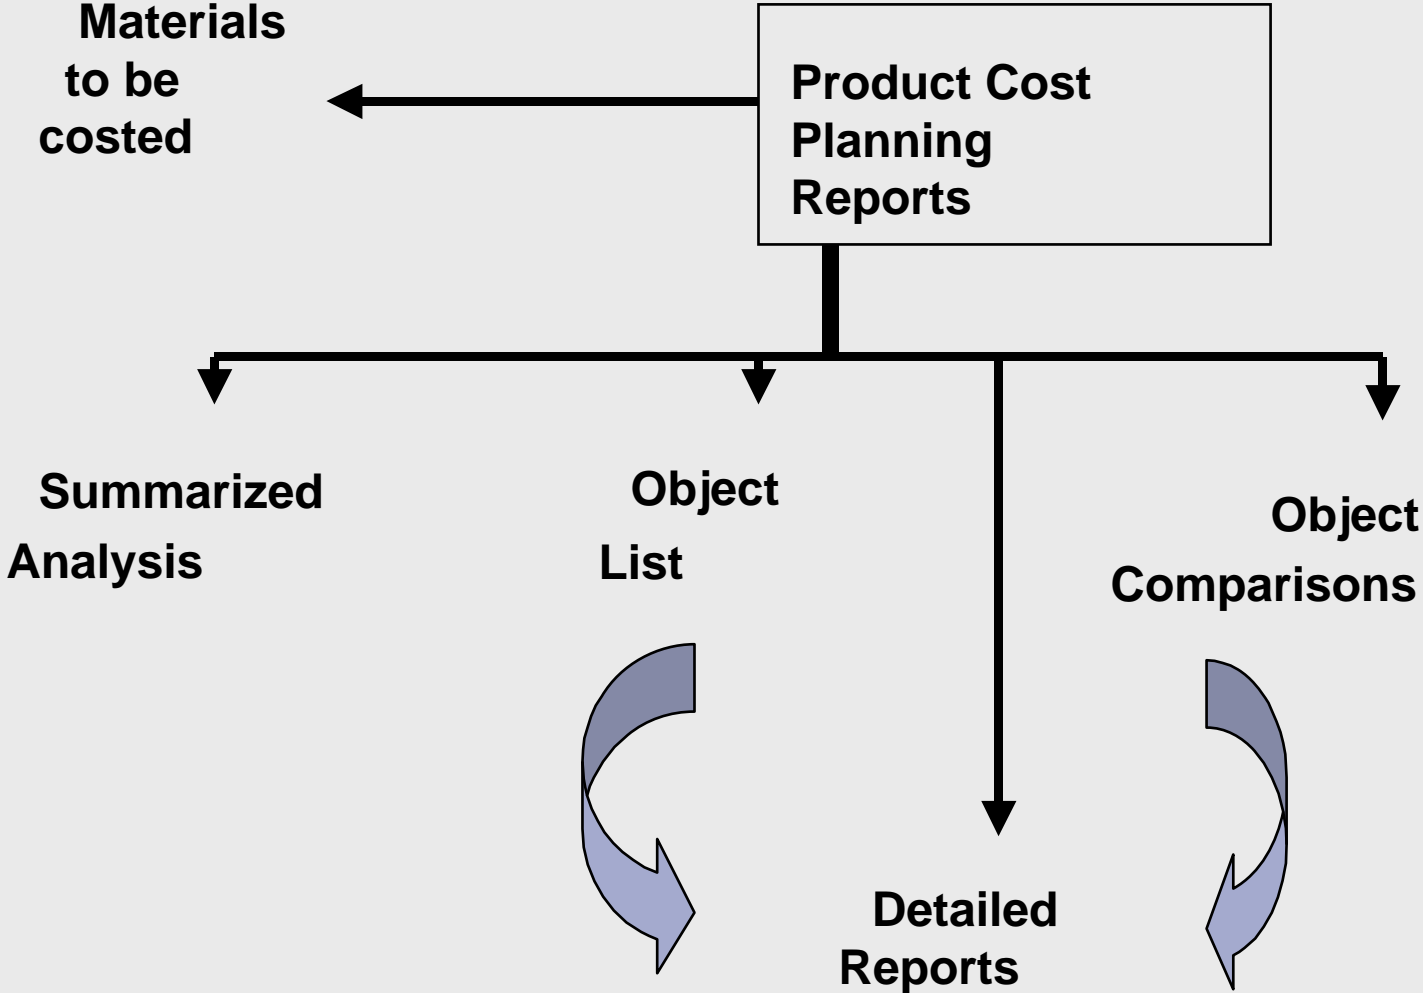 Materials
to be
costed
Product Cost
Planning
Reports
Summarized
Analysis
Object
List
Object
Comparisons
Detailed
Reports